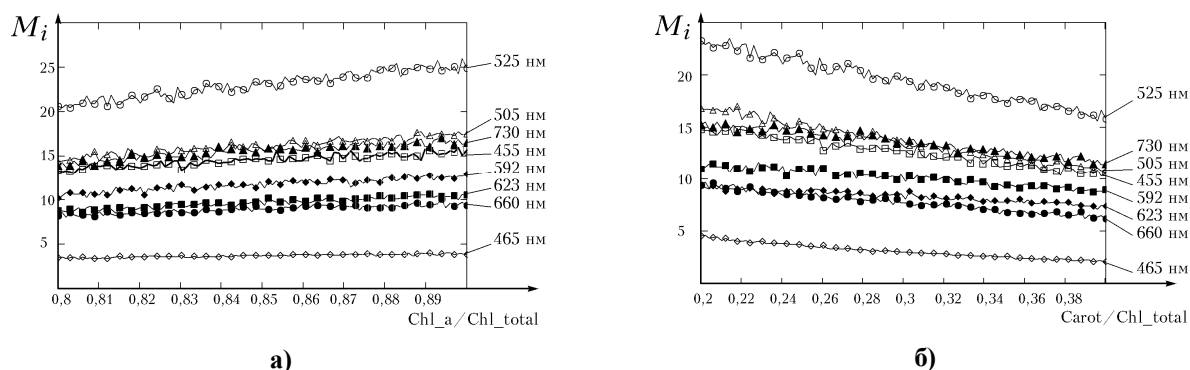 M_i
25
20
15
10
5
525 нм
505 нм
730 нм
455 нм
592 нм
623 нм
660 нм
465 нм
0,8 0,81 0,82 0,83 0,84 0,85 0,86 0,87 0,88 0,89
Chl_a/Chl_total
а)
M_i
20
15
10
5
525 нм
730 нм
505 нм
455 нм
592 нм
623 нм
660 нм
465 нм
0,2 0,22 0,24 0,26 0,28 0,3 0,32 0,34 0,36 0,38
Carot/Chl_total
б)